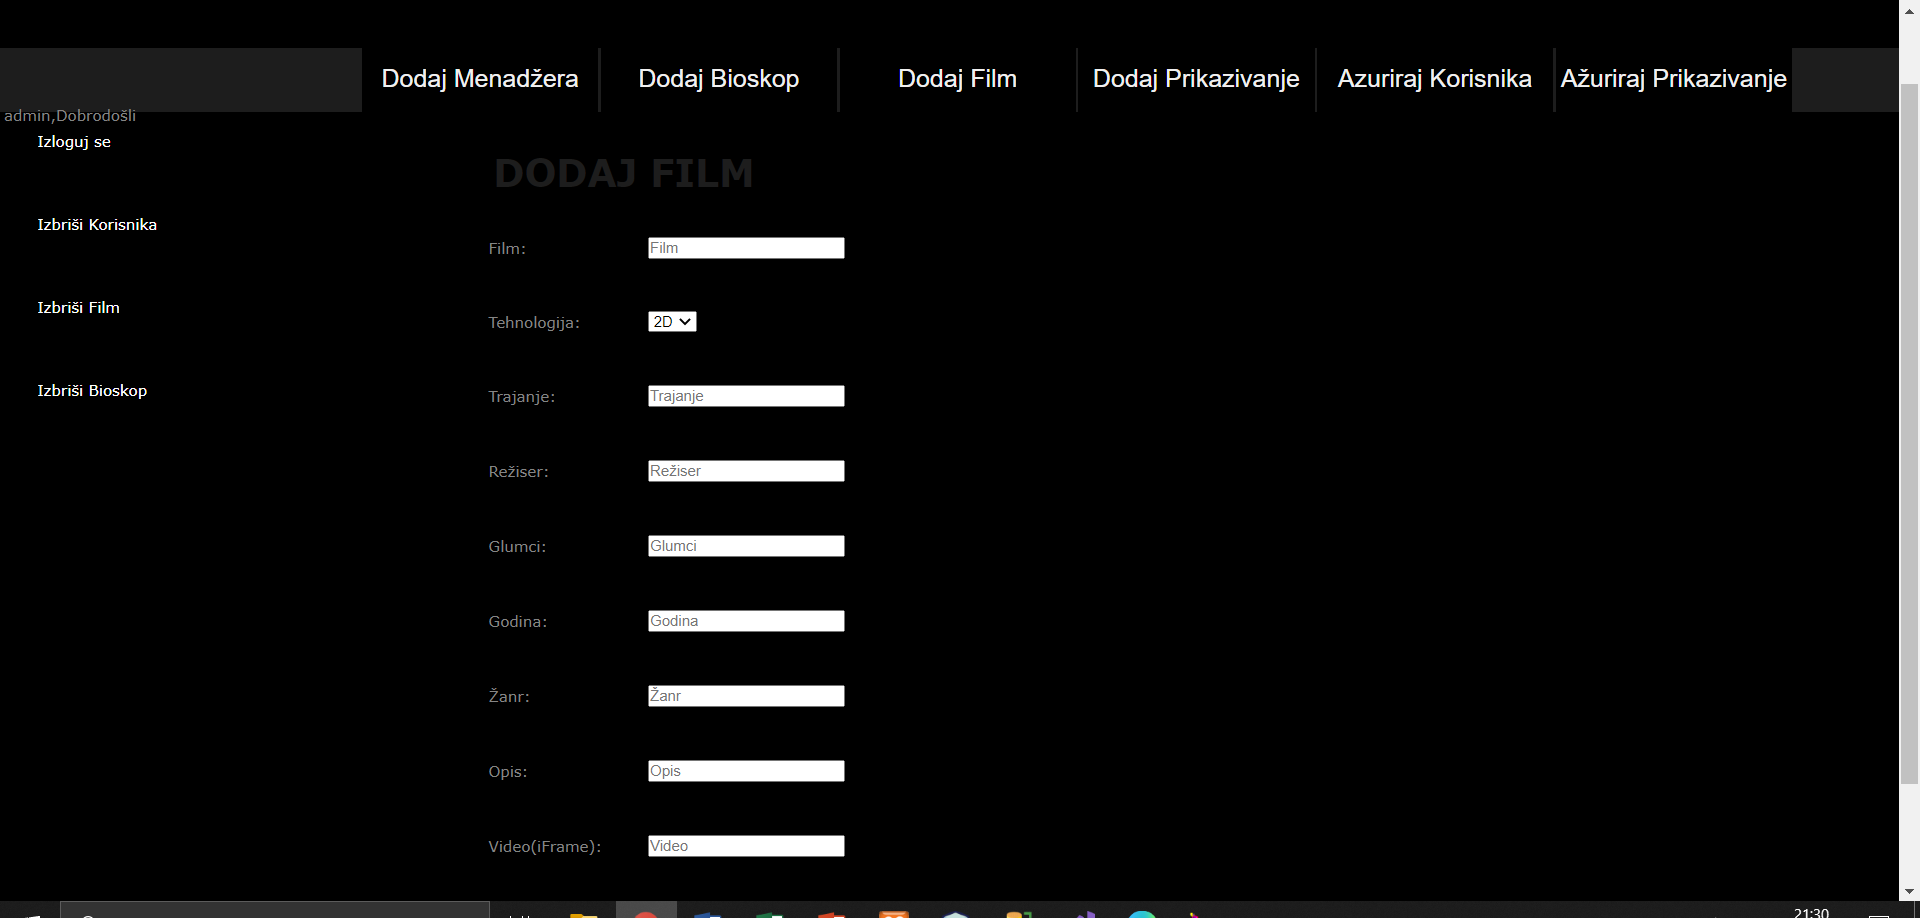 Dodaj Menadžera Dodaj Bioskop Dodaj Film Dodaj Prikazivanje Azuriraj Korisnika Ažuriraj Prikazivanje
admin,Dobrodošli
Izloguj se
Izbriši Korisnika
Izbriši Film
Izbriši Bioskop
DODAJ FILM
Film: Film
Tehnologija: 2D
Trajanje: Trajanje
Režiser: Režiser
Glumci: Glumci
Godina: Godina
Žanr: Žanr
Opis: Opis
Video(iFrame): Video
21:30